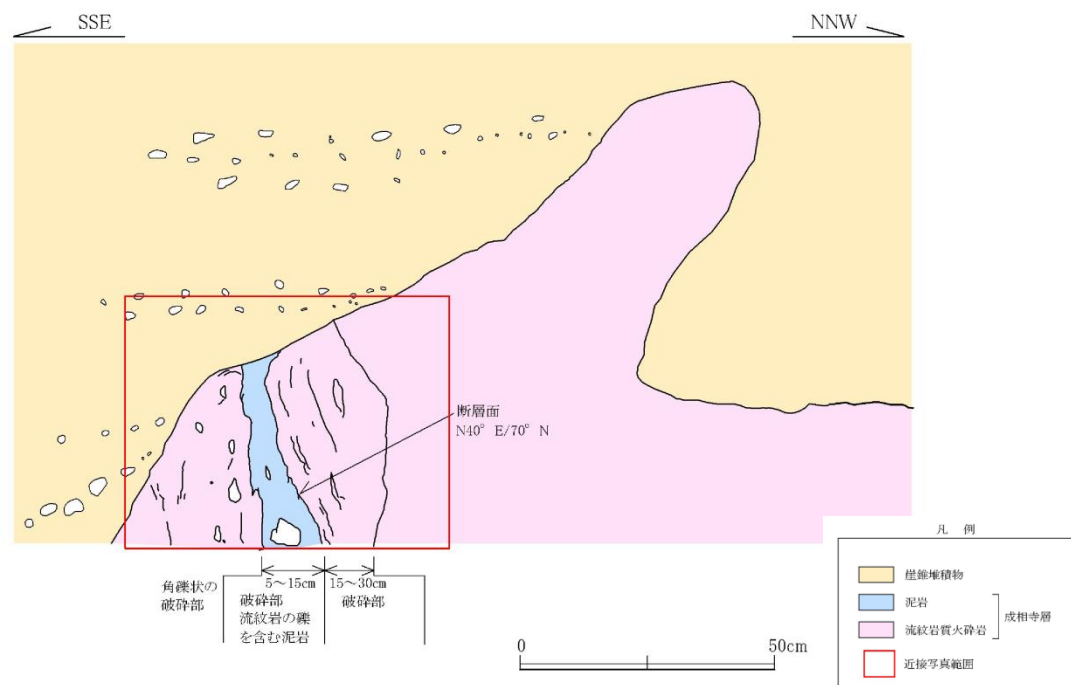 SSE
NNW
断層面
N40° E/70° N
角礫状の
破砕部
5～15cm
破砕部
流紋岩の礫
を含む泥岩
15～30cm
破砕部
0
50cm
凡 例
崖錐堆積物
泥岩
流紋岩質火砕岩
成相寺層
近接写真範囲